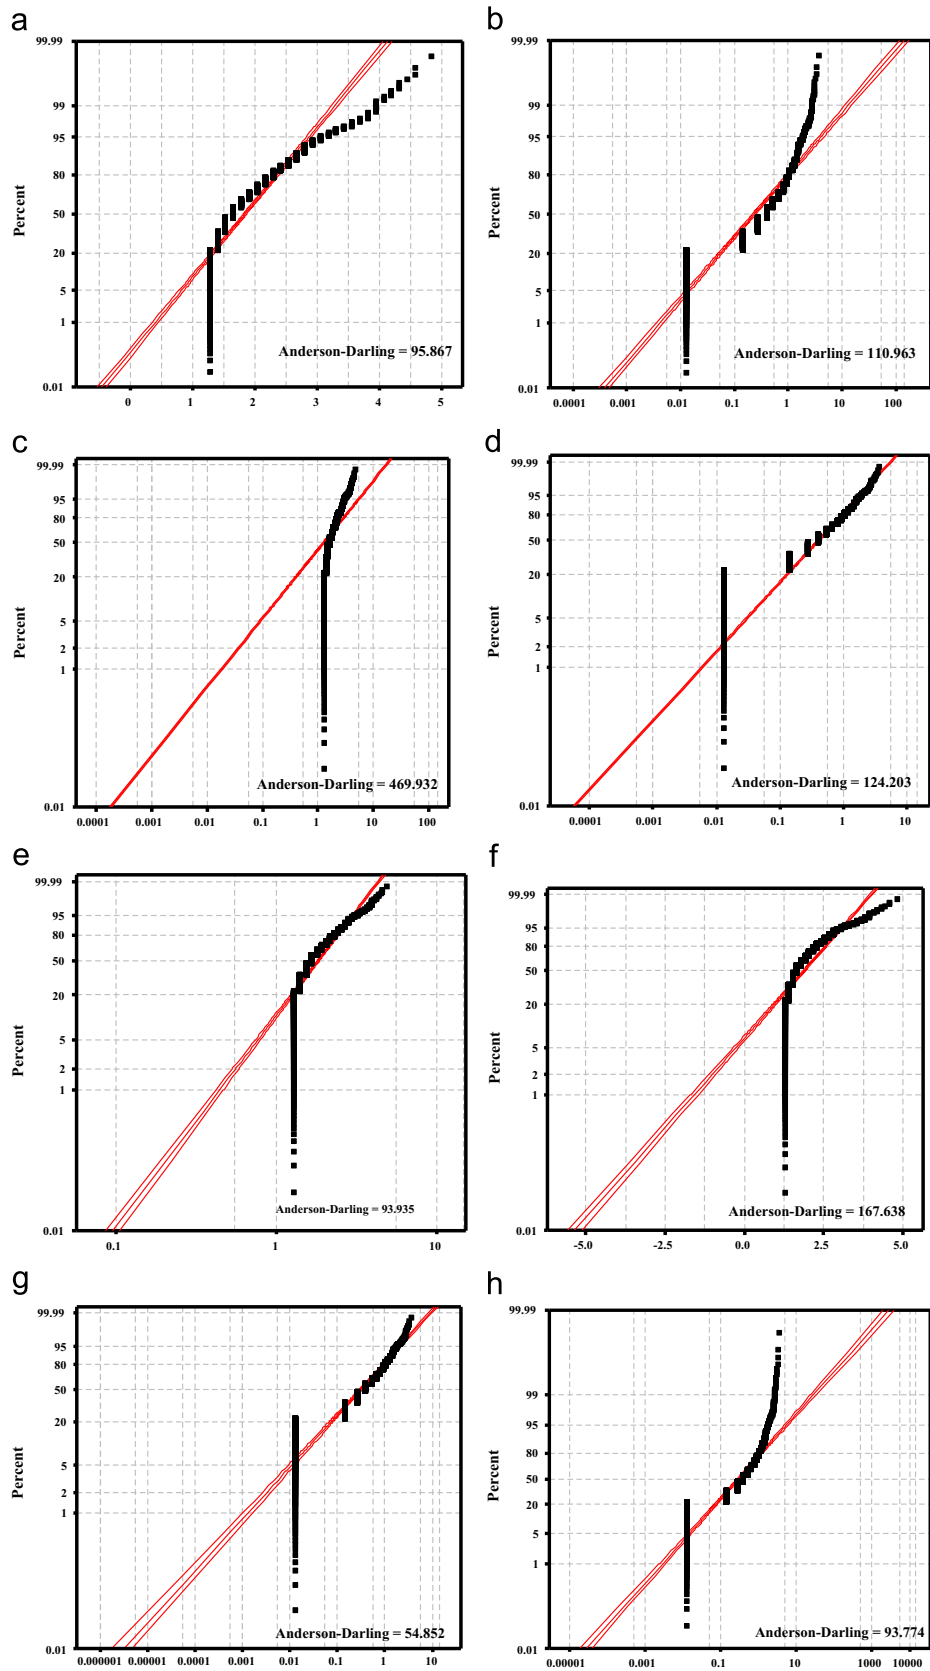 a
99.99
99
95
80
50
20
5
1
0.01
Percent
Anderson-Darling = 95.867
0 1 2 3 4 5
b
99.99
99
95
80
50
20
5
1
0.01
Percent
Anderson-Darling = 110.963
0.0001 0.001 0.01 0.1 1 10 100
c
99.99
95
80
50
20
5
2
1
0.01
Percent
Anderson-Darling = 469.932
0.0001 0.001 0.01 0.1 1 10 100
d
99.99
95
80
50
20
5
2
1
0.01
Percent
Anderson-Darling = 124.203
0.0001 0.001 0.01 0.1 1 10
e
99.99
95
80
50
20
5
2
1
0.01
Percent
Anderson-Darling = 93.935
0.1 1 10
f
99.99
95
80
50
20
5
2
1
0.01
Percent
Anderson-Darling = 167.638
-5.0 -2.5 0.0 2.5 5.0
g
99.99
95
80
50
20
5
2
1
0.01
Percent
Anderson-Darling = 54.852
0.000001 0.00001 0.0001 0.001 0.01 0.1 1 10
h
99.99
99
95
80
50
20
5
1
0.01
Percent
Anderson-Darling = 93.774
0.00001 0.001 0.1 10 1000 10000